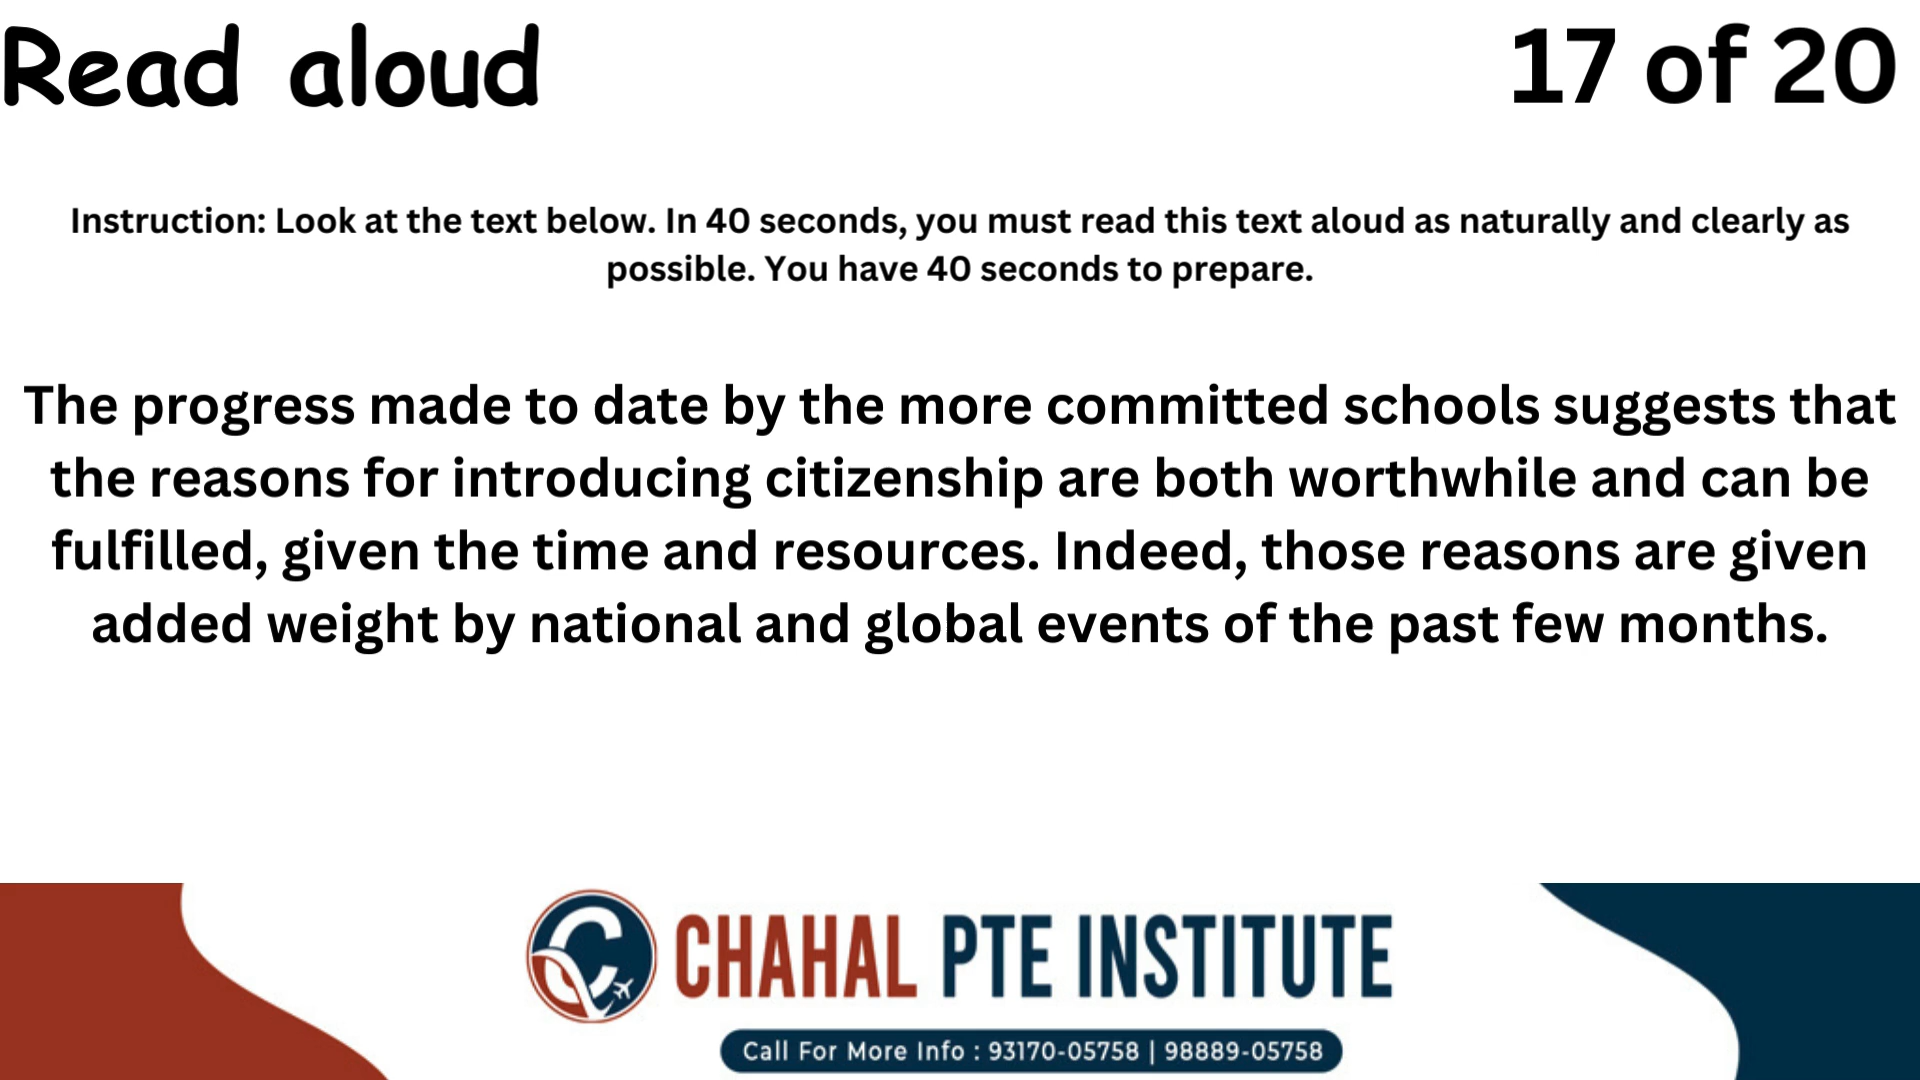 Read aloud
17 of 20
Instruction: Look at the text below. In 40 seconds, you must read this text aloud as naturally and clearly as
possible. You have 40 seconds to prepare.
The progress made to date by the more committed schools suggests that
the reasons for introducing citizenship are both worthwhile and can be
fulfilled, given the time and resources. Indeed, those reasons are given
added weight by national and global events of the past few months.
CHAHAL PTE INSTITUTE
Call For More Info : 93170-05758 | 98889-05758